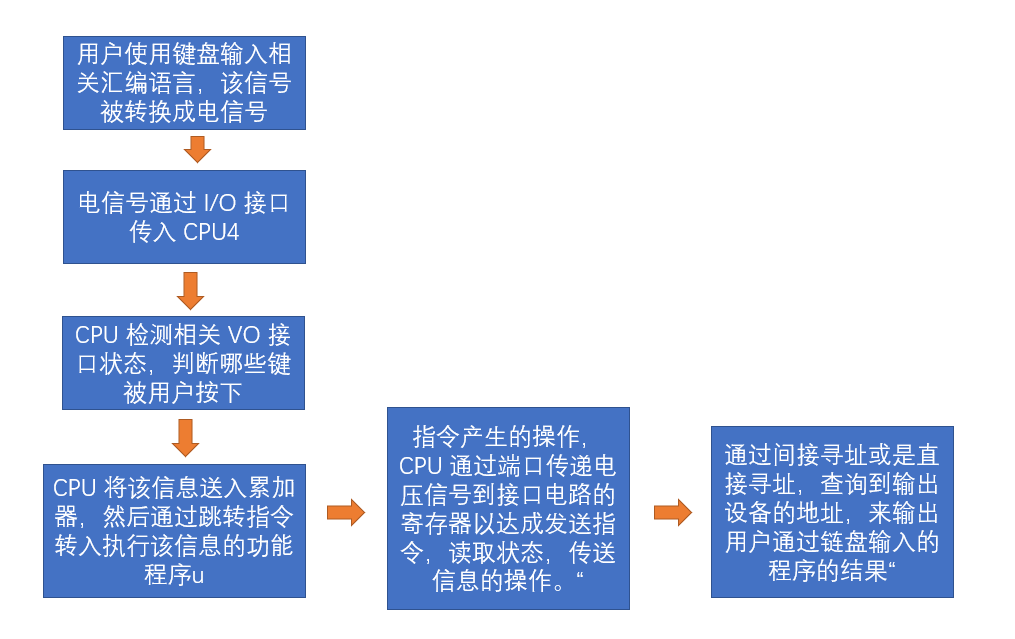 用户使用键盘输入相
关汇编语言，该信号
被转换成电信号
电信号通过 I/O 接口
传入 CPU4
CPU 检测相关 VO 接
口状态，判断哪些键
被用户按下
CPU 将该信息送入累加
器，然后通过跳转指令
转入执行该信息的功能
程序u
指令产生的操作，
CPU 通过端口传递电
压信号到接口电路的
寄存器以达成发送指
令，读取状态，传送
信息的操作。“
通过间接寻址或是直
接寻址，查询到输出
设备的地址，来输出
用户通过链盘输入的
程序的结果“